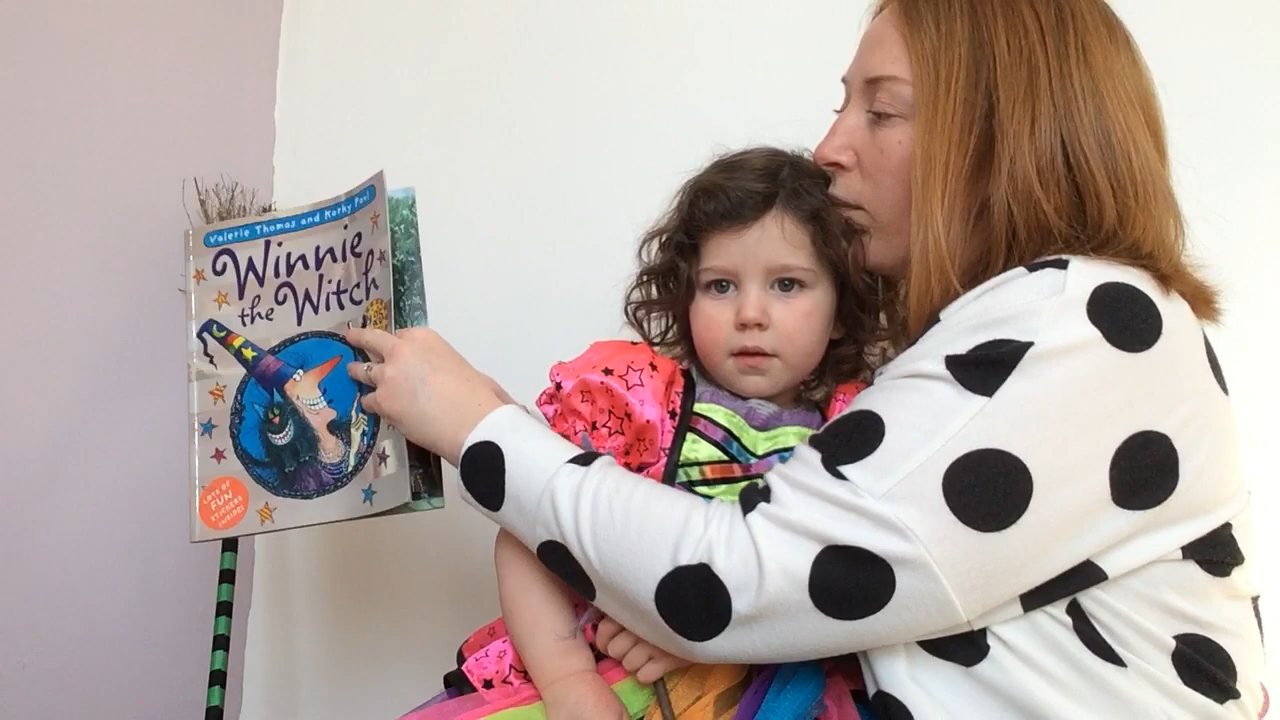 Valerie Thomas and Korky Paul
Winnie
the Witch
LOTS OF
FUN
STICKERS
INSIDE!